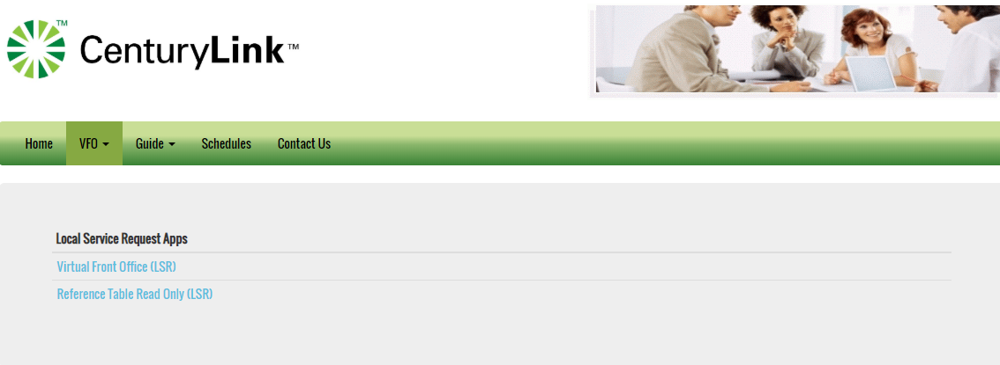 CenturyLink™
Home VFO Guide Schedules Contact Us
Local Service Request Apps
Virtual Front Office (LSR)
Reference Table Read Only (LSR)